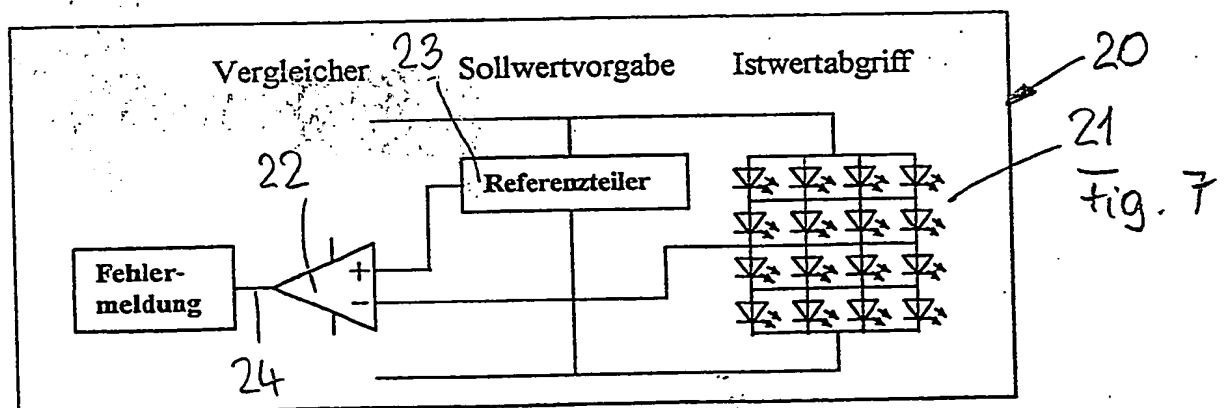 Vergleicher 23 Sollwertvorgabe Istwertabgriff 20
21
Fig. 7
22 Referenzteiler
+
−
Fehler-
meldung
24